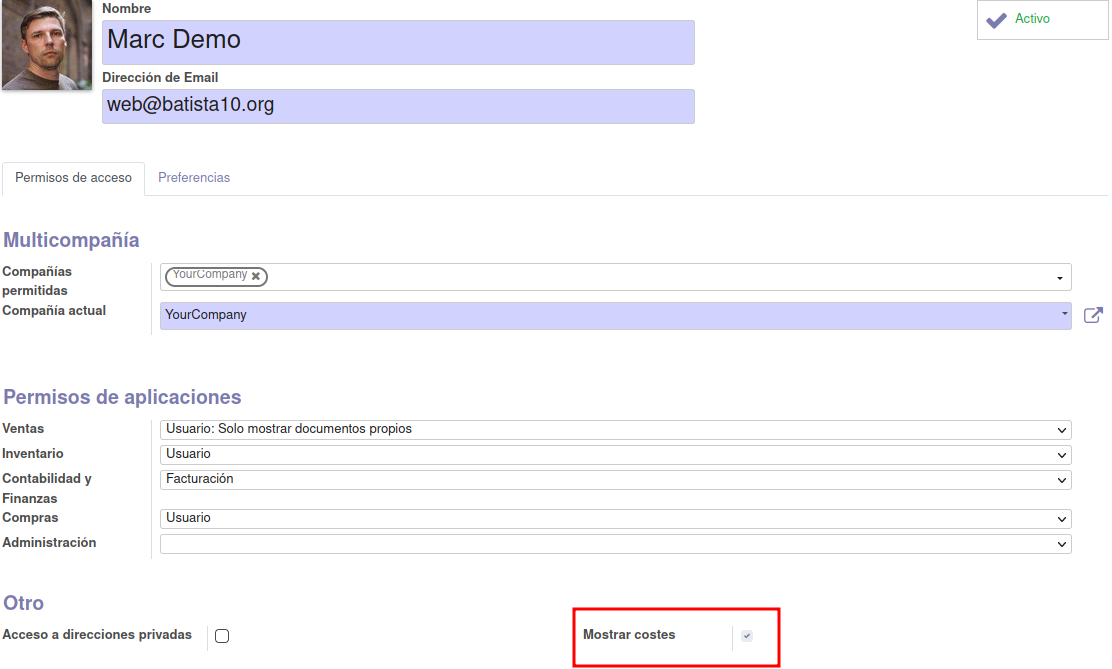 Nombre
Marc Demo
Activo
Dirección de Email
web@batista10.org
Permisos de acceso
Preferencias
Multicompañía
Compañías
permitidas
YourCompany
Compañía actual
YourCompany
Permisos de aplicaciones
Ventas
Usuario: Solo mostrar documentos propios
Inventario
Usuario
Contabilidad y
Finanzas
Facturación
Compras
Usuario
Administración
Otro
Acceso a direcciones privadas
Mostrar costes